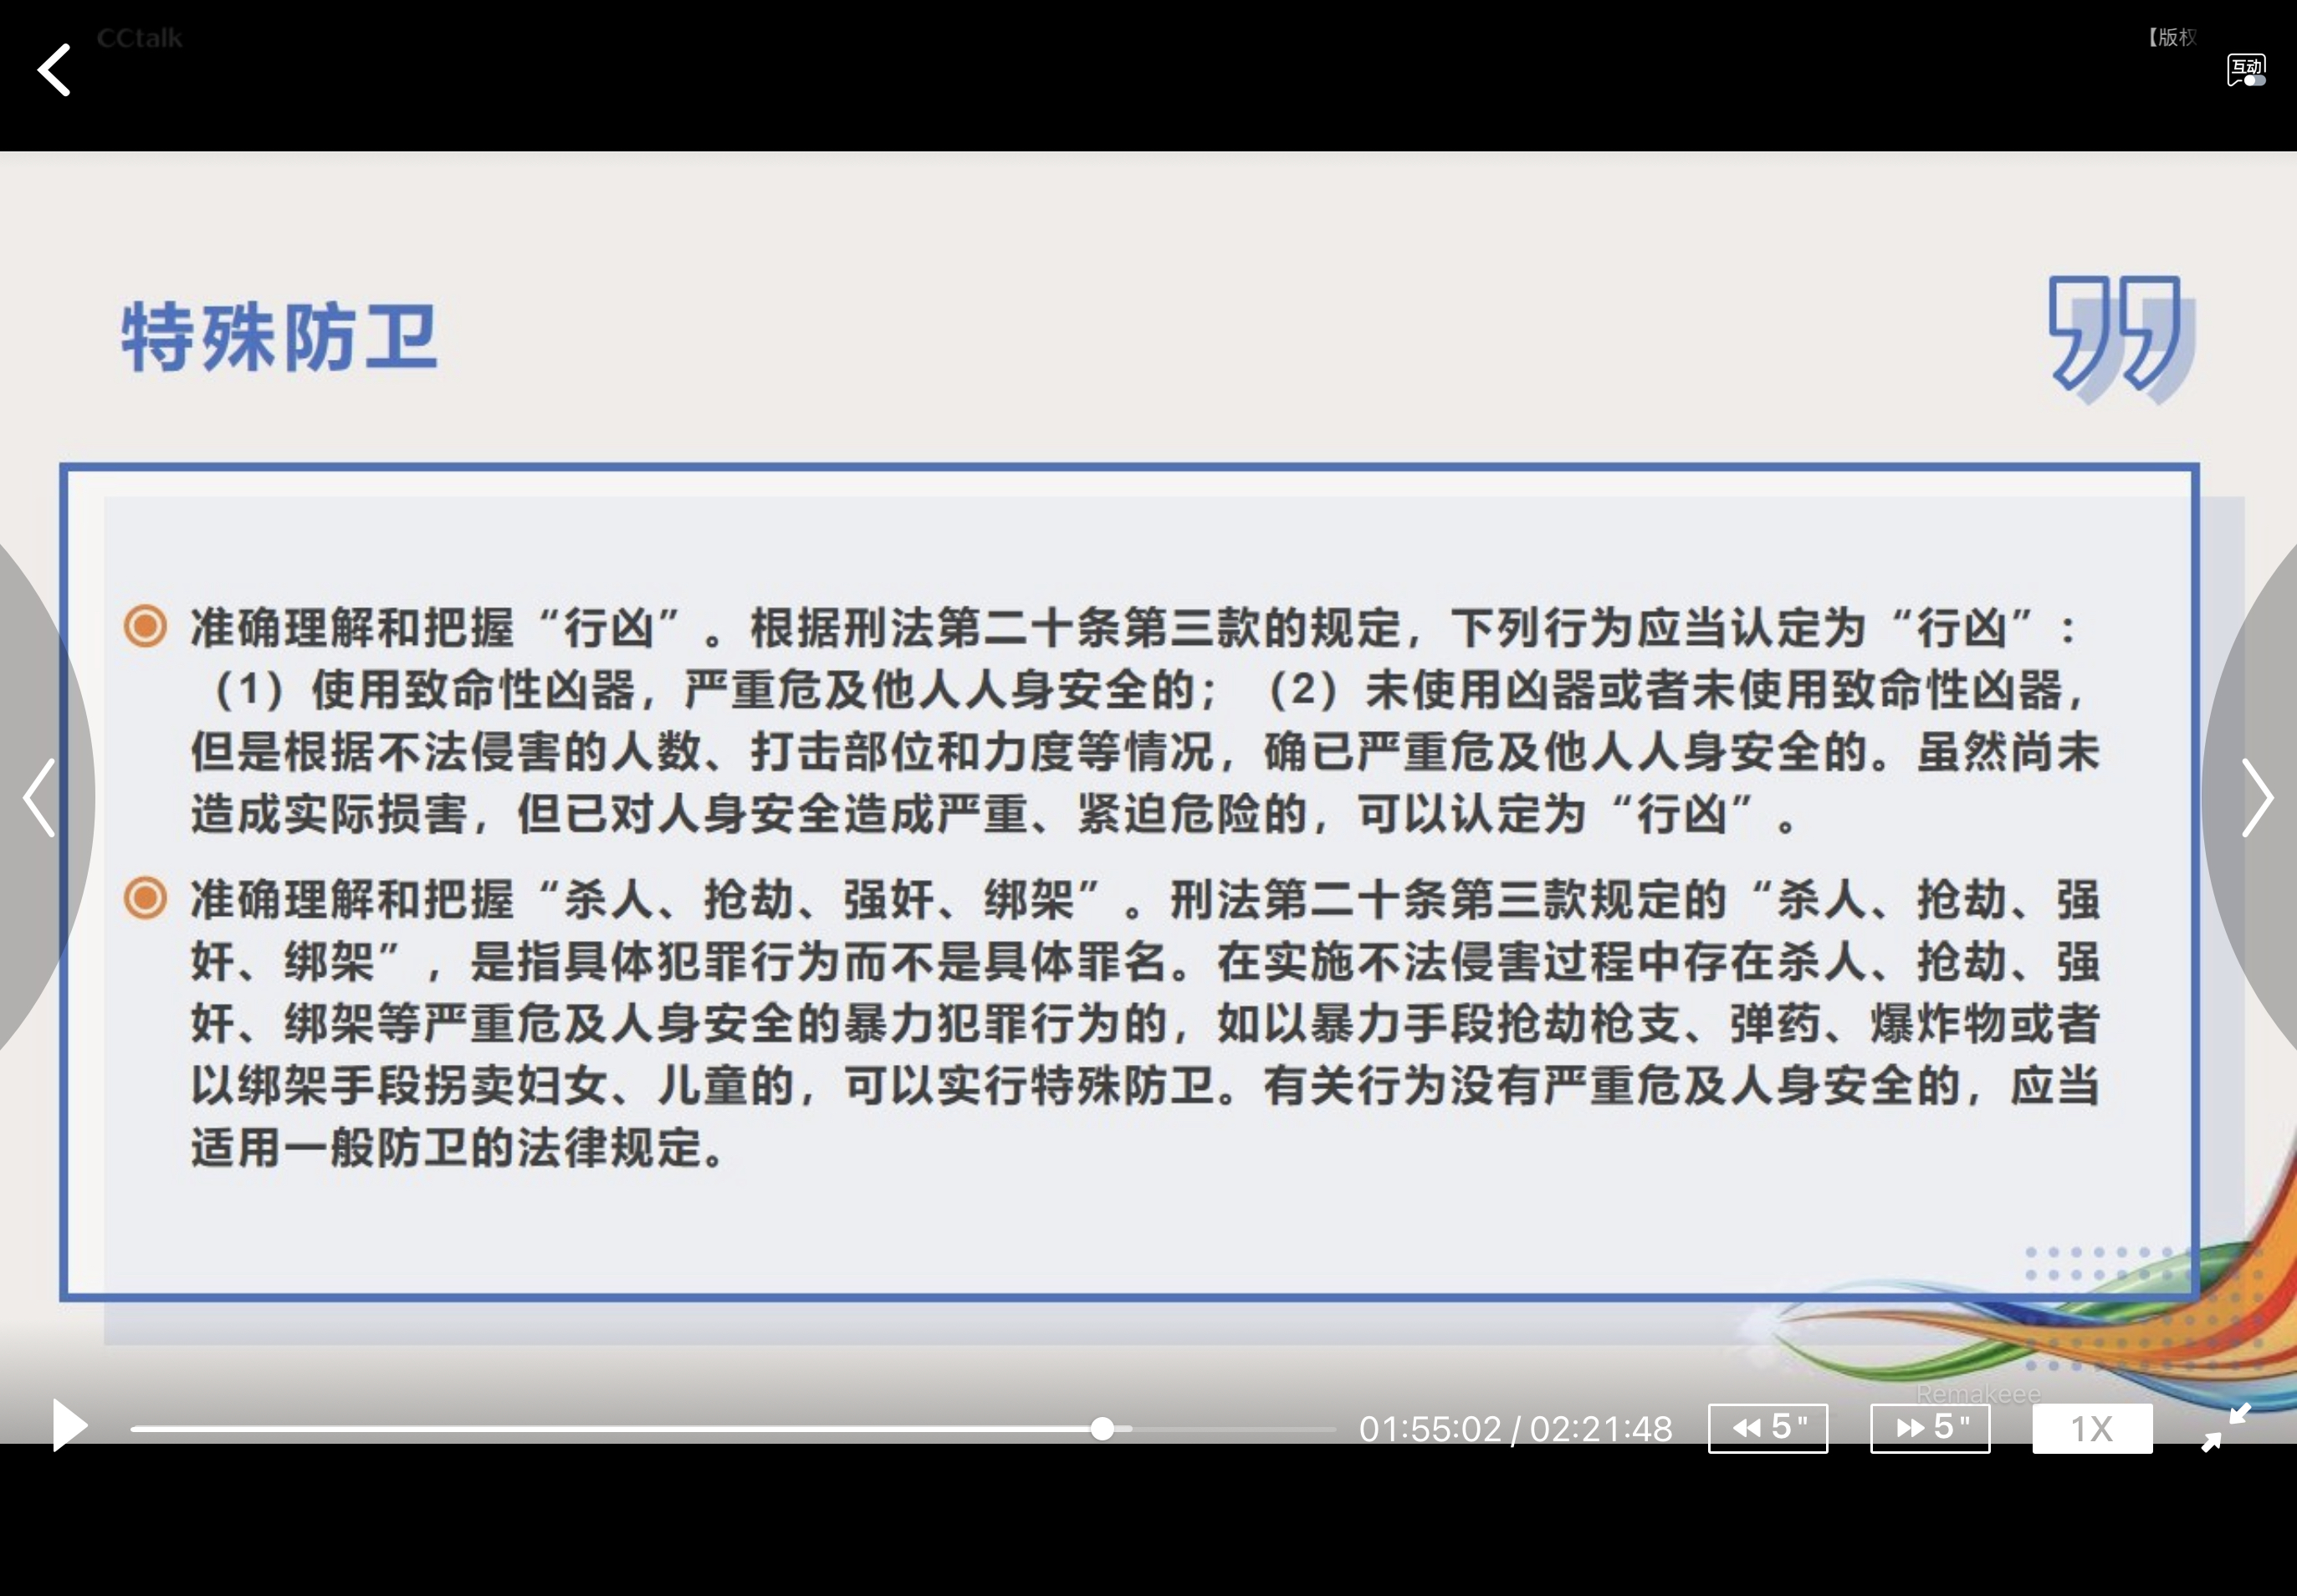 CCtalk
【版权
互动
特殊防卫
准确理解和把握“行凶”。根据刑法第二十条第三款的规定，下列行为应当认定为“行凶”：
（1）使用致命性凶器，严重危及他人人身安全的；（2）未使用凶器或者未使用致命性凶器，
但是根据不法侵害的人数、打击部位和力度等情况，确已严重危及他人人身安全的。虽然尚未
造成实际损害，但已对人身安全造成严重、紧迫危险的，可以认定为“行凶”。
准确理解和把握“杀人、抢劫、强奸、绑架”。刑法第二十条第三款规定的“杀人、抢劫、强
奸、绑架”，是指具体犯罪行为而不是具体罪名。在实施不法侵害过程中存在杀人、抢劫、强
奸、绑架等严重危及人身安全的暴力犯罪行为的，如以暴力手段抢劫枪支、弹药、爆炸物或者
以绑架手段拐卖妇女、儿童的，可以实行特殊防卫。有关行为没有严重危及人身安全的，应当
适用一般防卫的法律规定。
Remakeee
01:55:02 / 02:21:48 5" 5" 1X